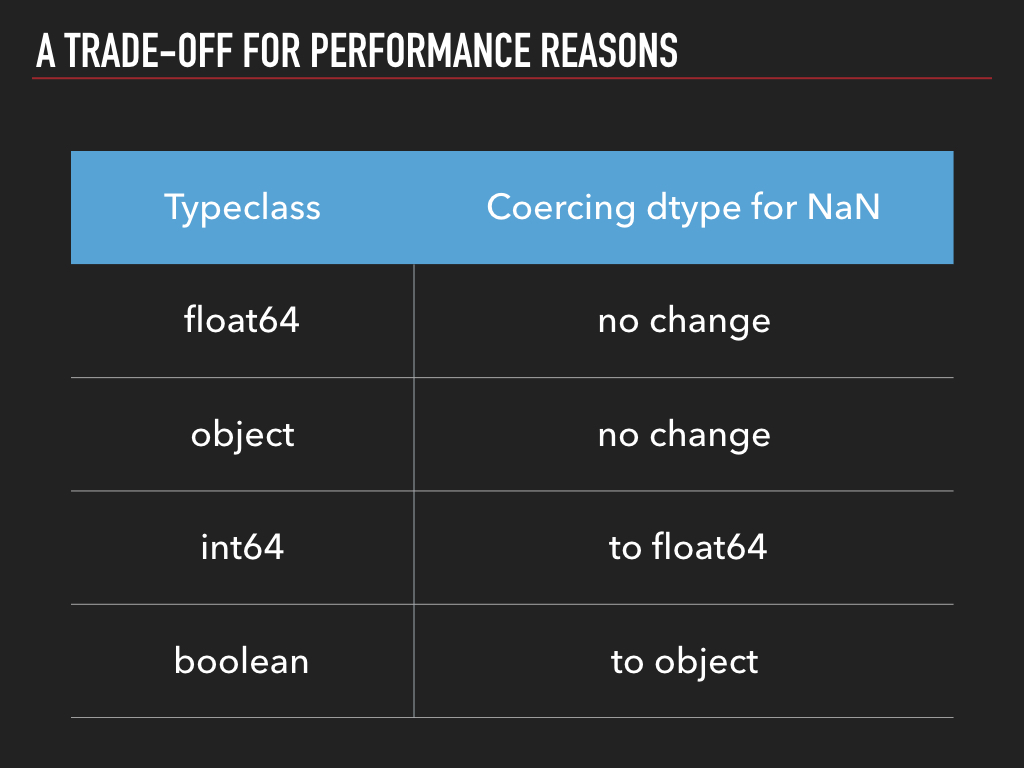 A TRADE-OFF FOR PERFORMANCE REASONS
Typeclass Coercing dtype for NaN
float64 no change
object no change
int64 to float64
boolean to object